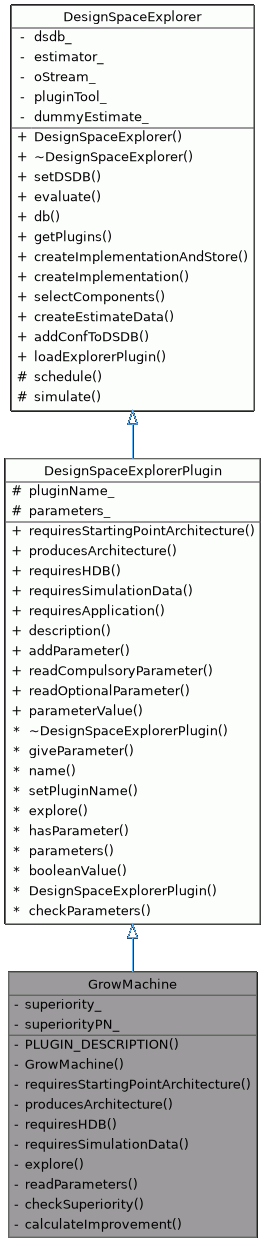 DesignSpaceExplorer
- dsdb_
- estimator_
- oStream_
- pluginTool_
- dummyEstimate_
+ DesignSpaceExplorer()
+ ~DesignSpaceExplorer()
+ setDSDB()
+ evaluate()
+ db()
+ getPlugins()
+ createImplementationAndStore()
+ createImplementation()
+ selectComponents()
+ createEstimateData()
+ addConfToDSDB()
+ loadExplorerPlugin()
# schedule()
# simulate()
DesignSpaceExplorerPlugin
# pluginName_
# parameters_
+ requiresStartingPointArchitecture()
+ producesArchitecture()
+ requiresHDB()
+ requiresSimulationData()
+ requiresApplication()
+ description()
+ addParameter()
+ readCompulsoryParameter()
+ readOptionalParameter()
+ parameterValue()
* ~DesignSpaceExplorerPlugin()
* giveParameter()
* name()
* setPluginName()
* explore()
* hasParameter()
* parameters()
* booleanValue()
* DesignSpaceExplorerPlugin()
* checkParameters()
GrowMachine
- superiority_
- superiorityPN_
- PLUGIN_DESCRIPTION()
- GrowMachine()
- requiresStartingPointArchitecture()
- producesArchitecture()
- requiresHDB()
- requiresSimulationData()
- explore()
- readParameters()
- checkSuperiority()
- calculateImprovement()